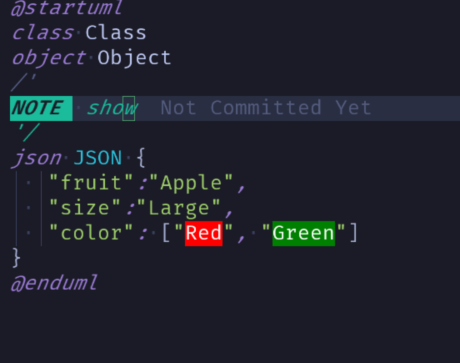 @startuml
class Class
object Object
/'
NOTE show Not Committed Yet
'/
json JSON {
"fruit":"Apple",
"size":"Large",
"color": ["Red", "Green"]
}
@enduml